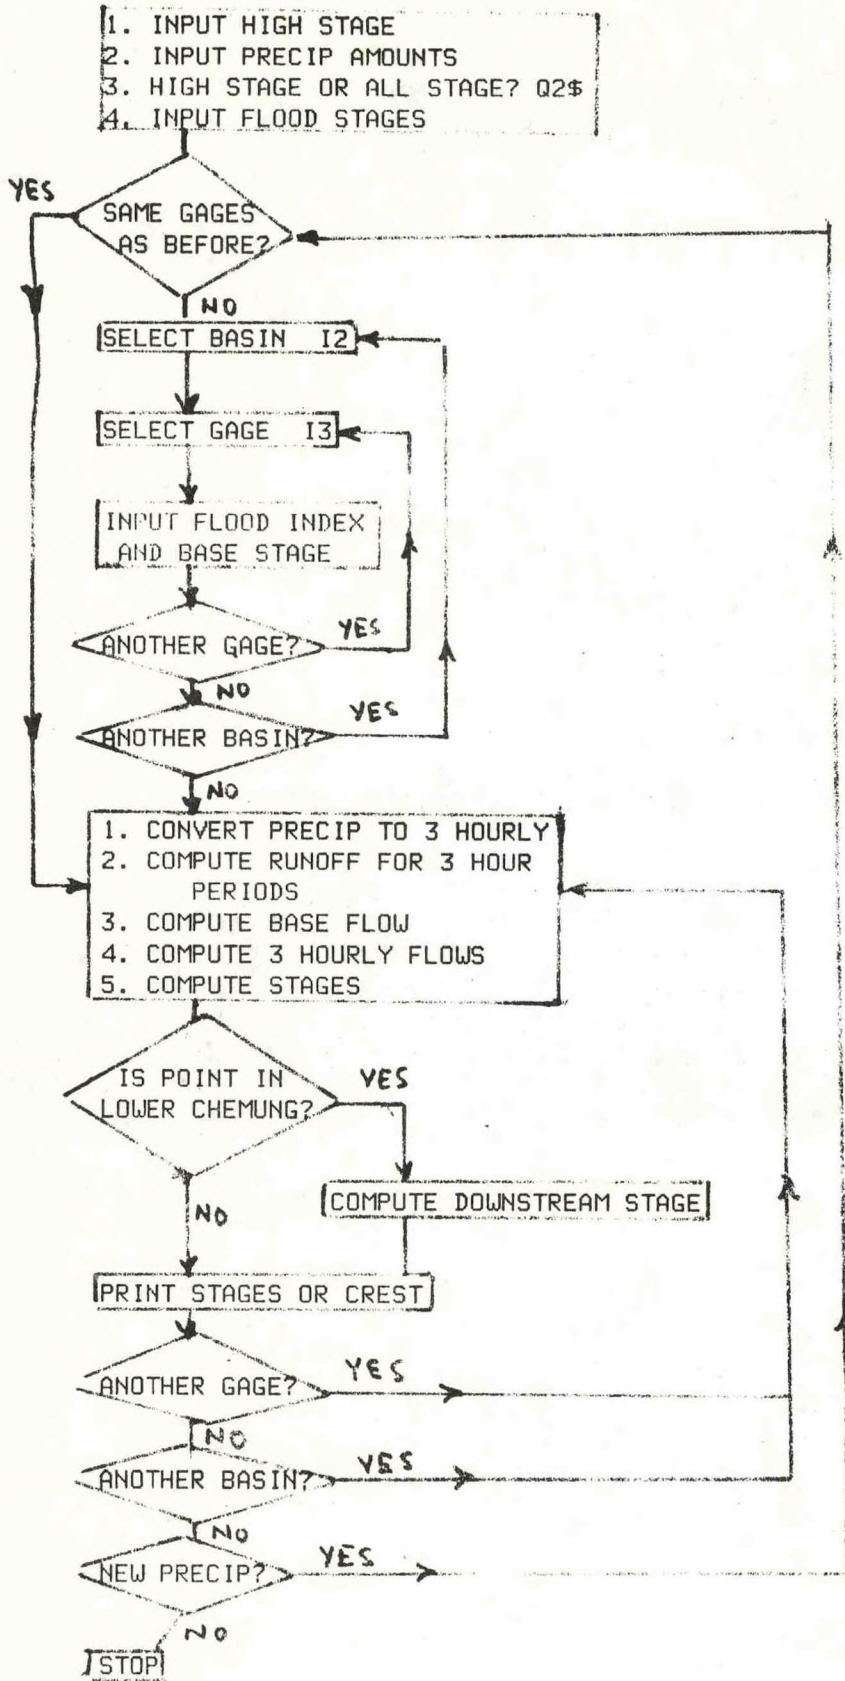 1. INPUT HIGH STAGE
2. INPUT PRECIP AMOUNTS
3. HIGH STAGE OR ALL STAGE? Q2$
4. INPUT FLOOD STAGES
YES
SAME GAGES
AS BEFORE?
NO
SELECT BASIN I2
SELECT GAGE I3
INPUT FLOOD INDEX
AND BASE STAGE
ANOTHER GAGE?
YES
NO
ANOTHER BASIN?
YES
NO
1. CONVERT PRECIP TO 3 HOURLY
2. COMPUTE RUNOFF FOR 3 HOUR
PERIODS
3. COMPUTE BASE FLOW
4. COMPUTE 3 HOURLY FLOWS
5. COMPUTE STAGES
IS POINT IN
LOWER CHEMUNG?
YES
NO
COMPUTE DOWNSTREAM STAGE
PRINT STAGES OR CREST
ANOTHER GAGE?
YES
NO
ANOTHER BASIN?
YES
NO
NEW PRECIP?
YES
NO
STOP